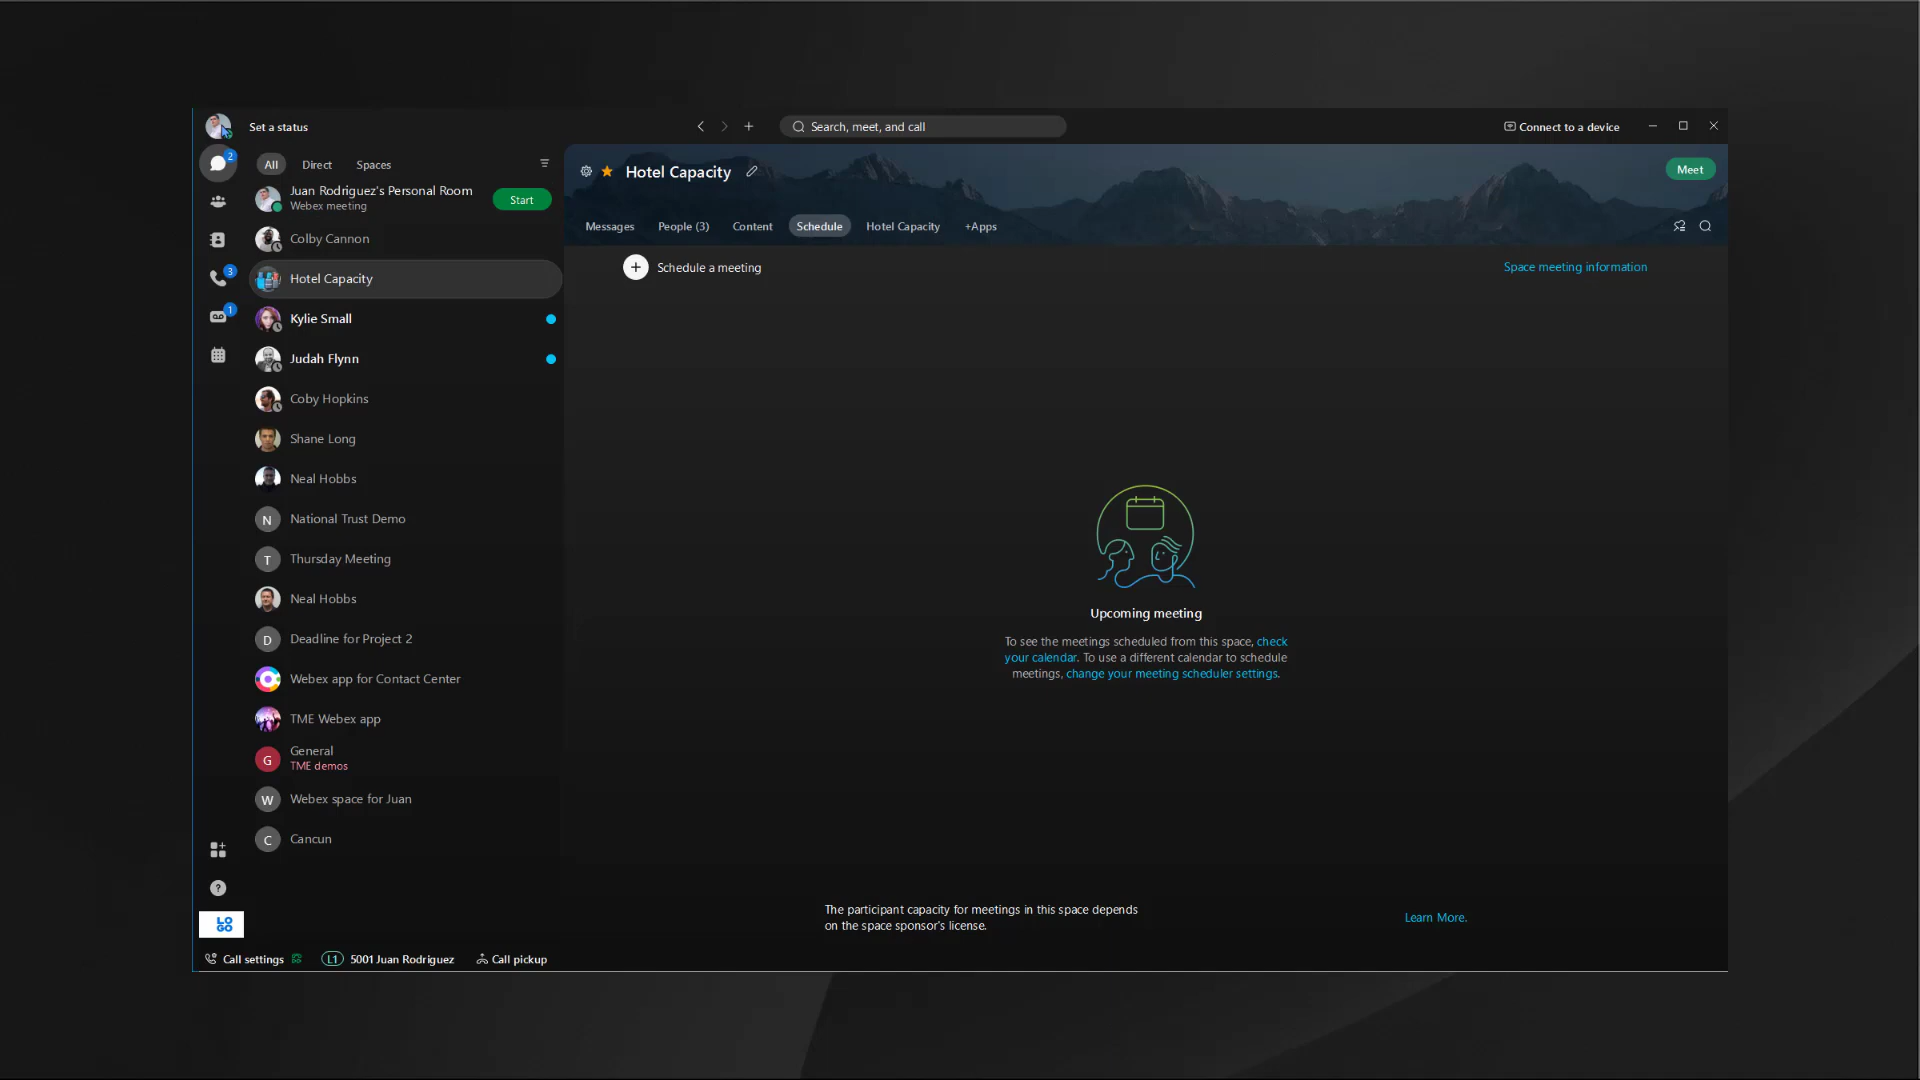 Set a status
Search, meet, and call
Connect to a device
2
All Direct Spaces
Juan Rodriguez's Personal Room
Webex meeting
Start
Colby Cannon
3
Hotel Capacity
1
Kylie Small
Judah Flynn
Coby Hopkins
Shane Long
Neal Hobbs
N National Trust Demo
T Thursday Meeting
Neal Hobbs
D Deadline for Project 2
Webex app for Contact Center
TME Webex app
G General
TME demos
W Webex space for Juan
C Cancun
?
LO
GO
Hotel Capacity
Meet
Messages People (3) Content Schedule Hotel Capacity +Apps
Schedule a meeting
Space meeting information
Upcoming meeting
To see the meetings scheduled from this space, check
your calendar. To use a different calendar to schedule
meetings, change your meeting scheduler settings.
The participant capacity for meetings in this space depends
on the space sponsor's license.
Learn More.
Call settings L1 5001 Juan Rodriguez Call pickup